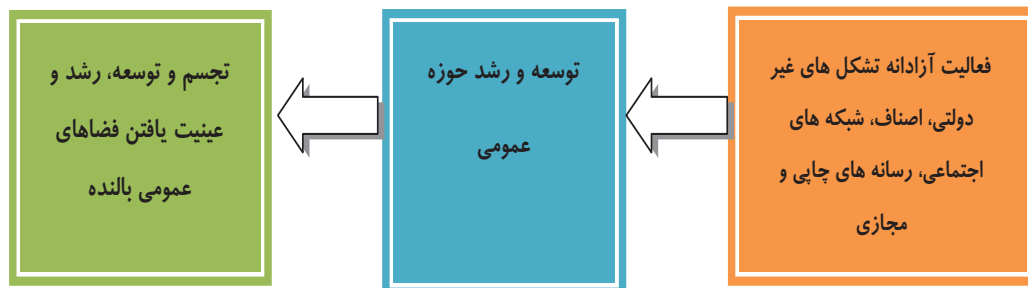 فعالیت آزادانه تشکل های غیر
دولتی، اصناف، شبکه های
اجتماعی، رسانه های چاپی و
مجازی
توسعه و رشد حوزه
عمومی
تجسم و توسعه، رشد و
عینیت یافتن فضاهای
عمومی بالنده